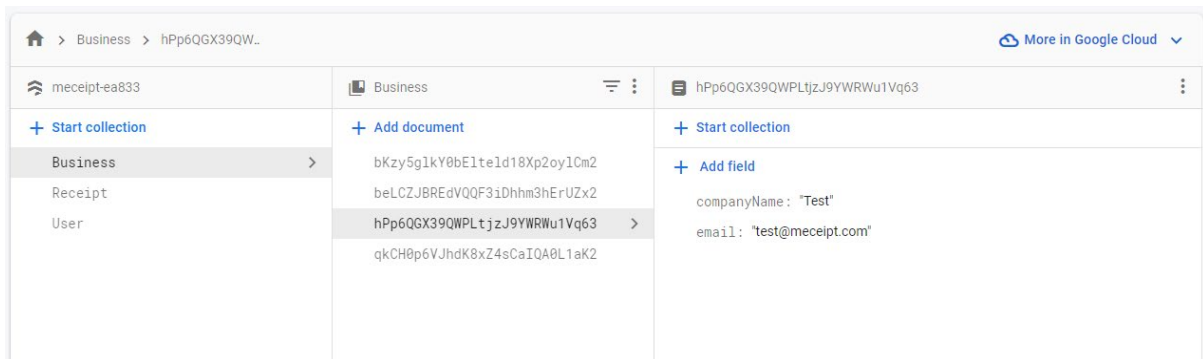 Business > hPp6QGX39QW..
More in Google Cloud
meceipt-ea833
Business
hPp6QGX39QWPLtjzJ9YWRWu1Vq63
+ Start collection
+ Add document
+ Start collection
Business
Receipt
User
bKzy5glkY0bElteld18Xp2oylCm2
beLCZJBREdVQQF3iDhhm3hErUZx2
hPp6QGX39QWPLtjzJ9YWRWu1Vq63
qkCH0p6VJhdK8xZ4sCaIQA0L1aK2
+ Add field
companyName: "Test"
email: "test@meceipt.com"